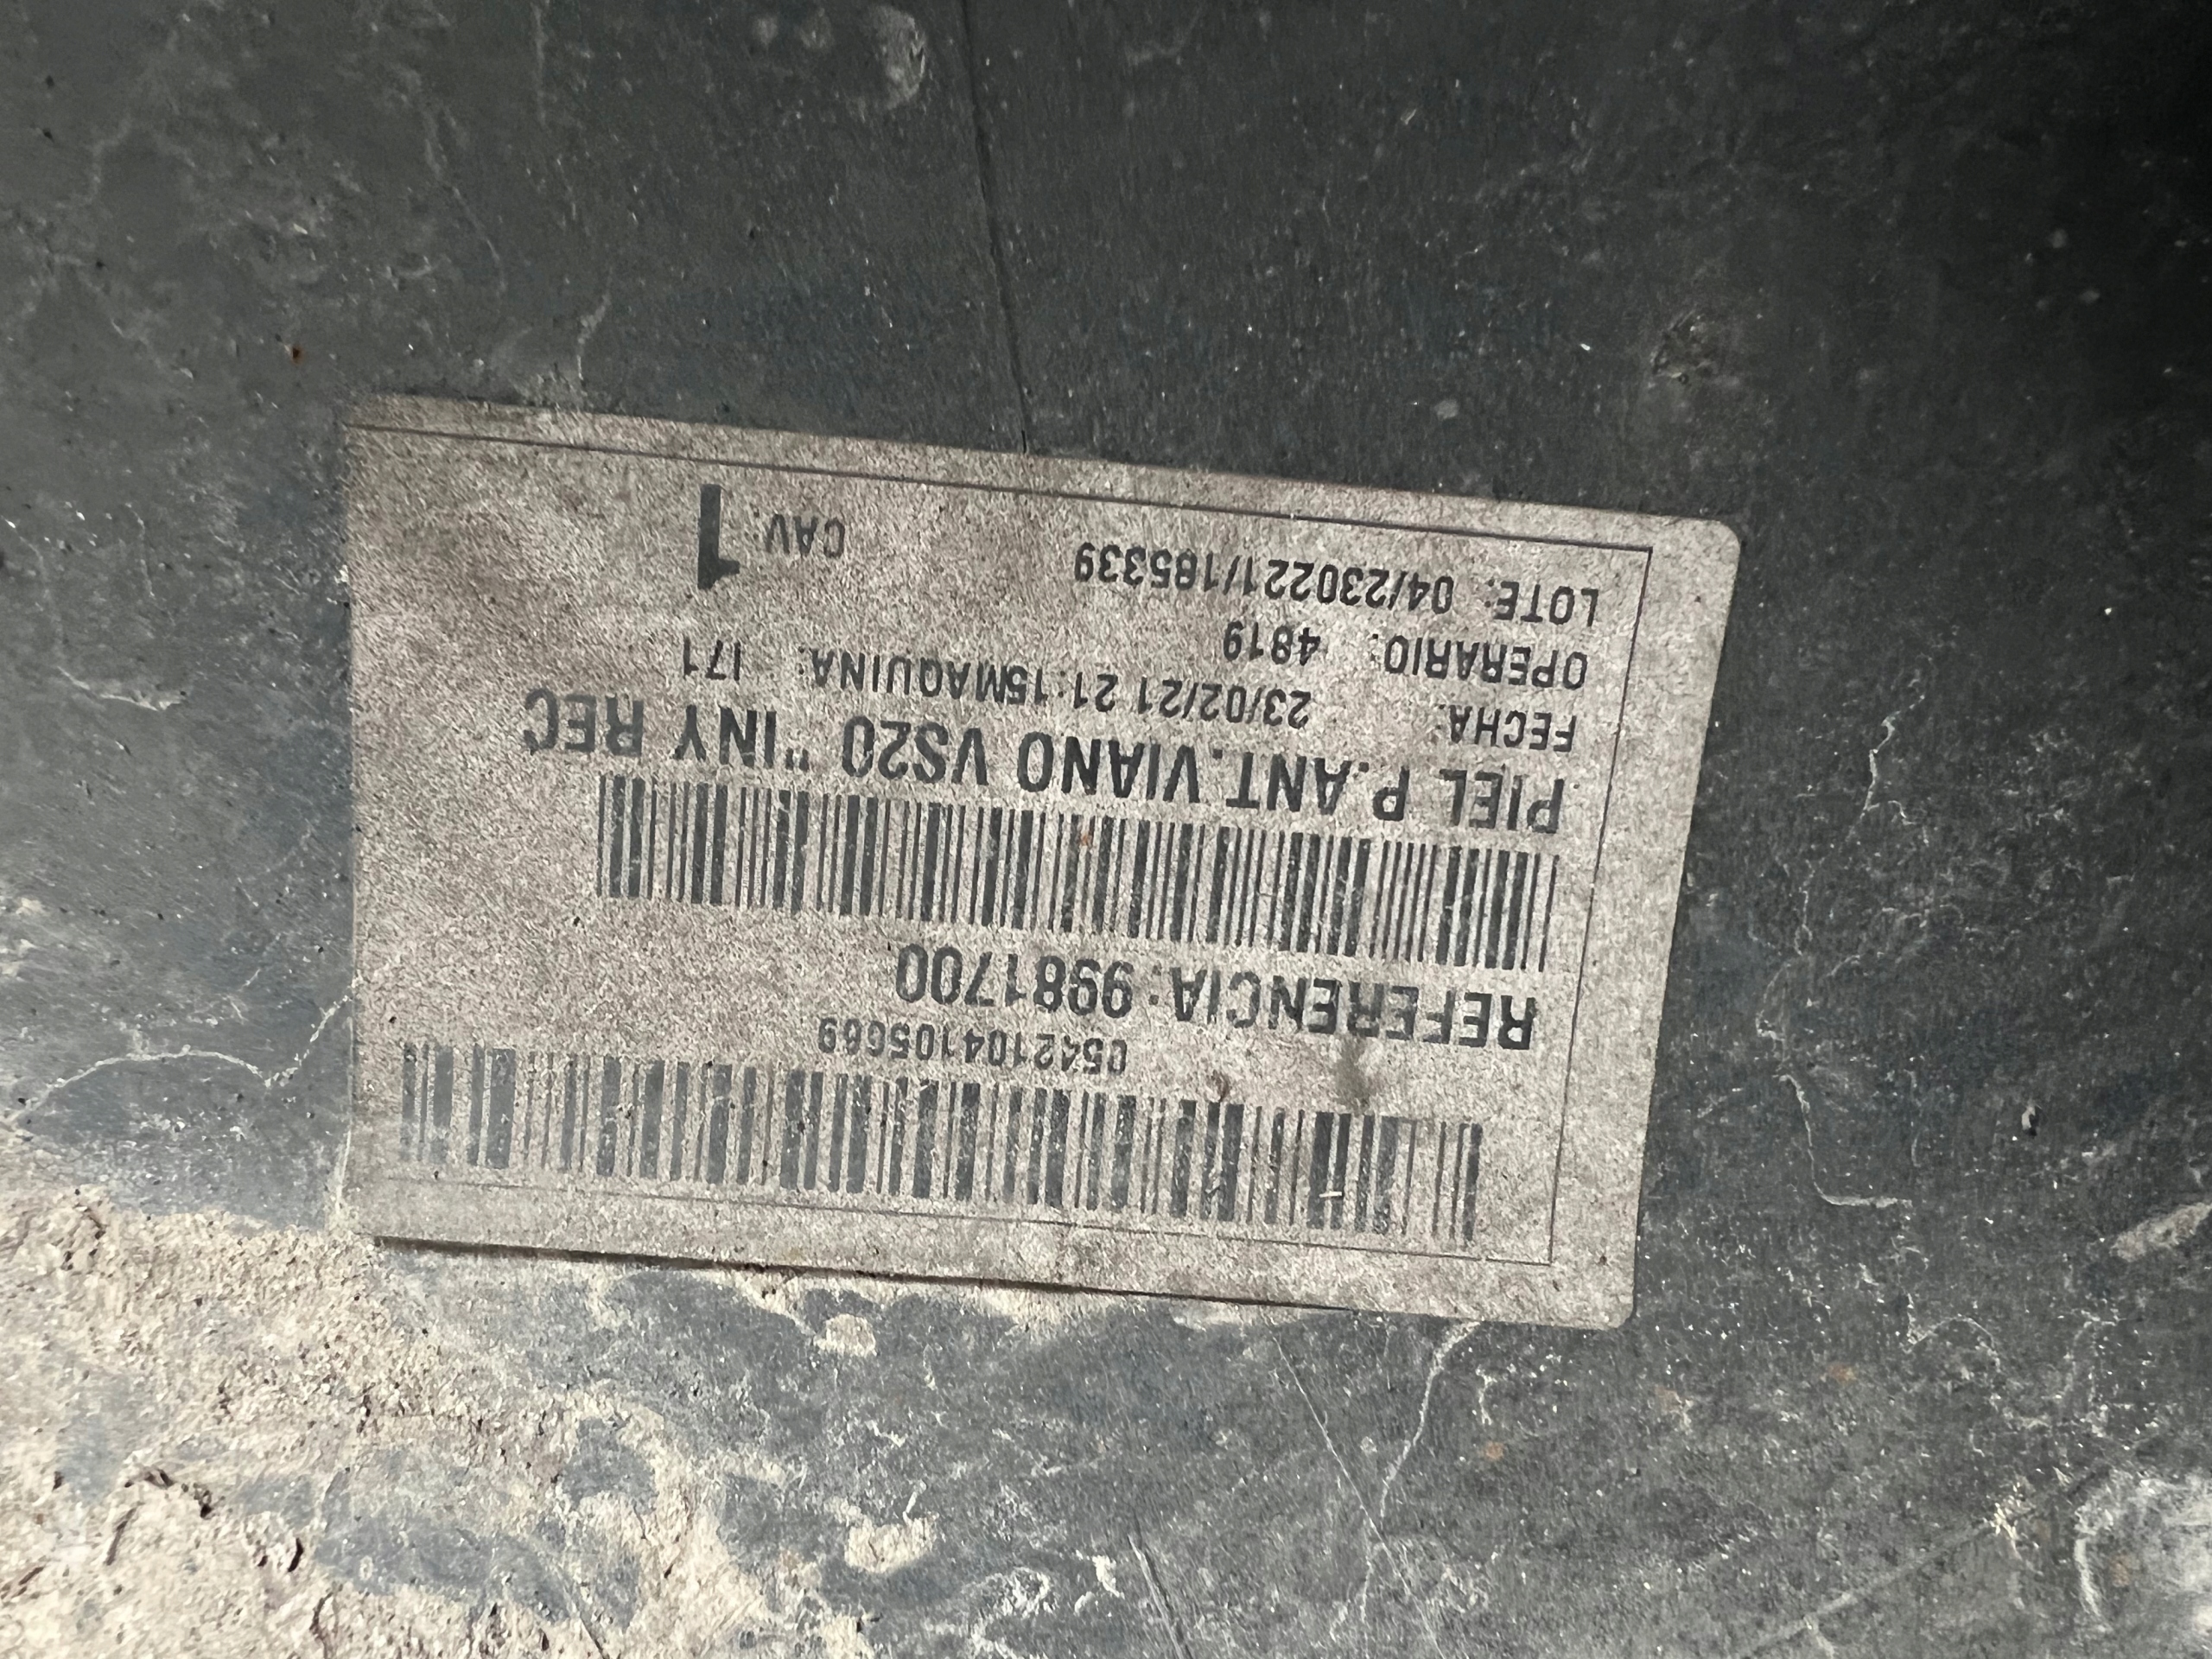 0542104105669
REFERENCIA: 9981700
PIEL P.ANT.VIANO VS20 "INY REC
FECHA: 23/02/21 21:15MAQUINA: I71
OPERARIO: 4819
LOTE: 04/230221/185339 CAV: 1